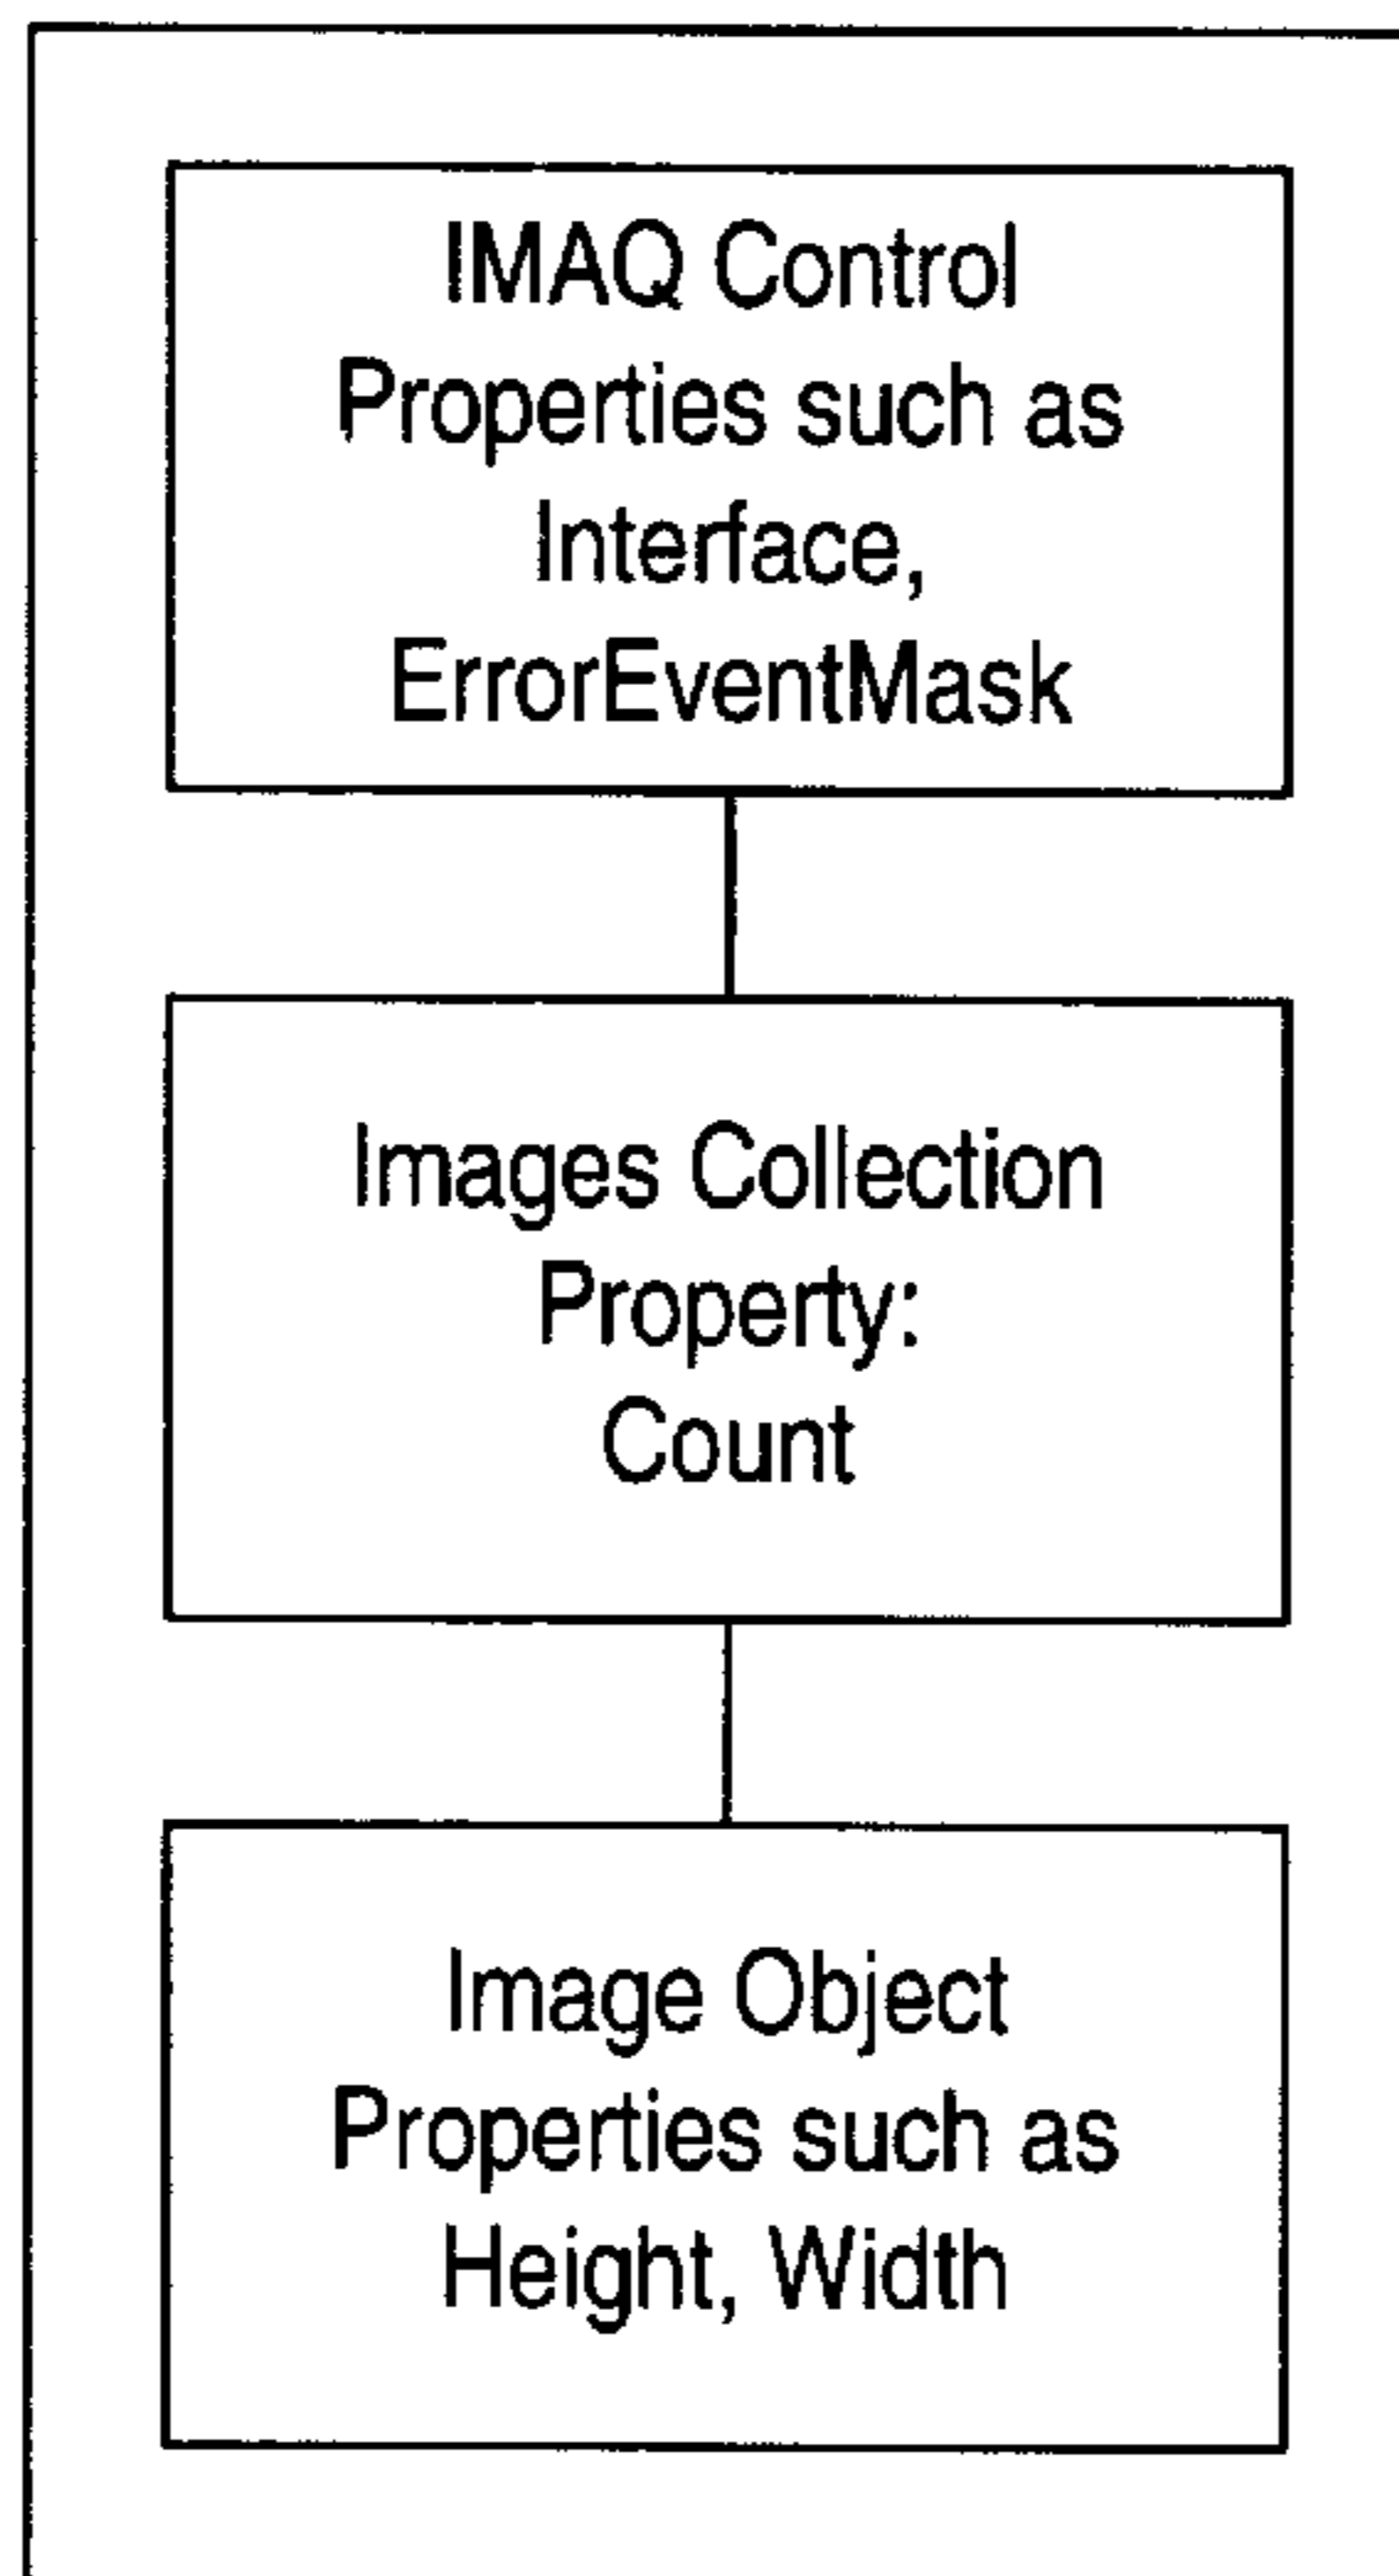 IMAQ Control
Properties such as
Interface,
ErrorEventMask
Images Collection
Property:
Count
Image Object
Properties such as
Height, Width